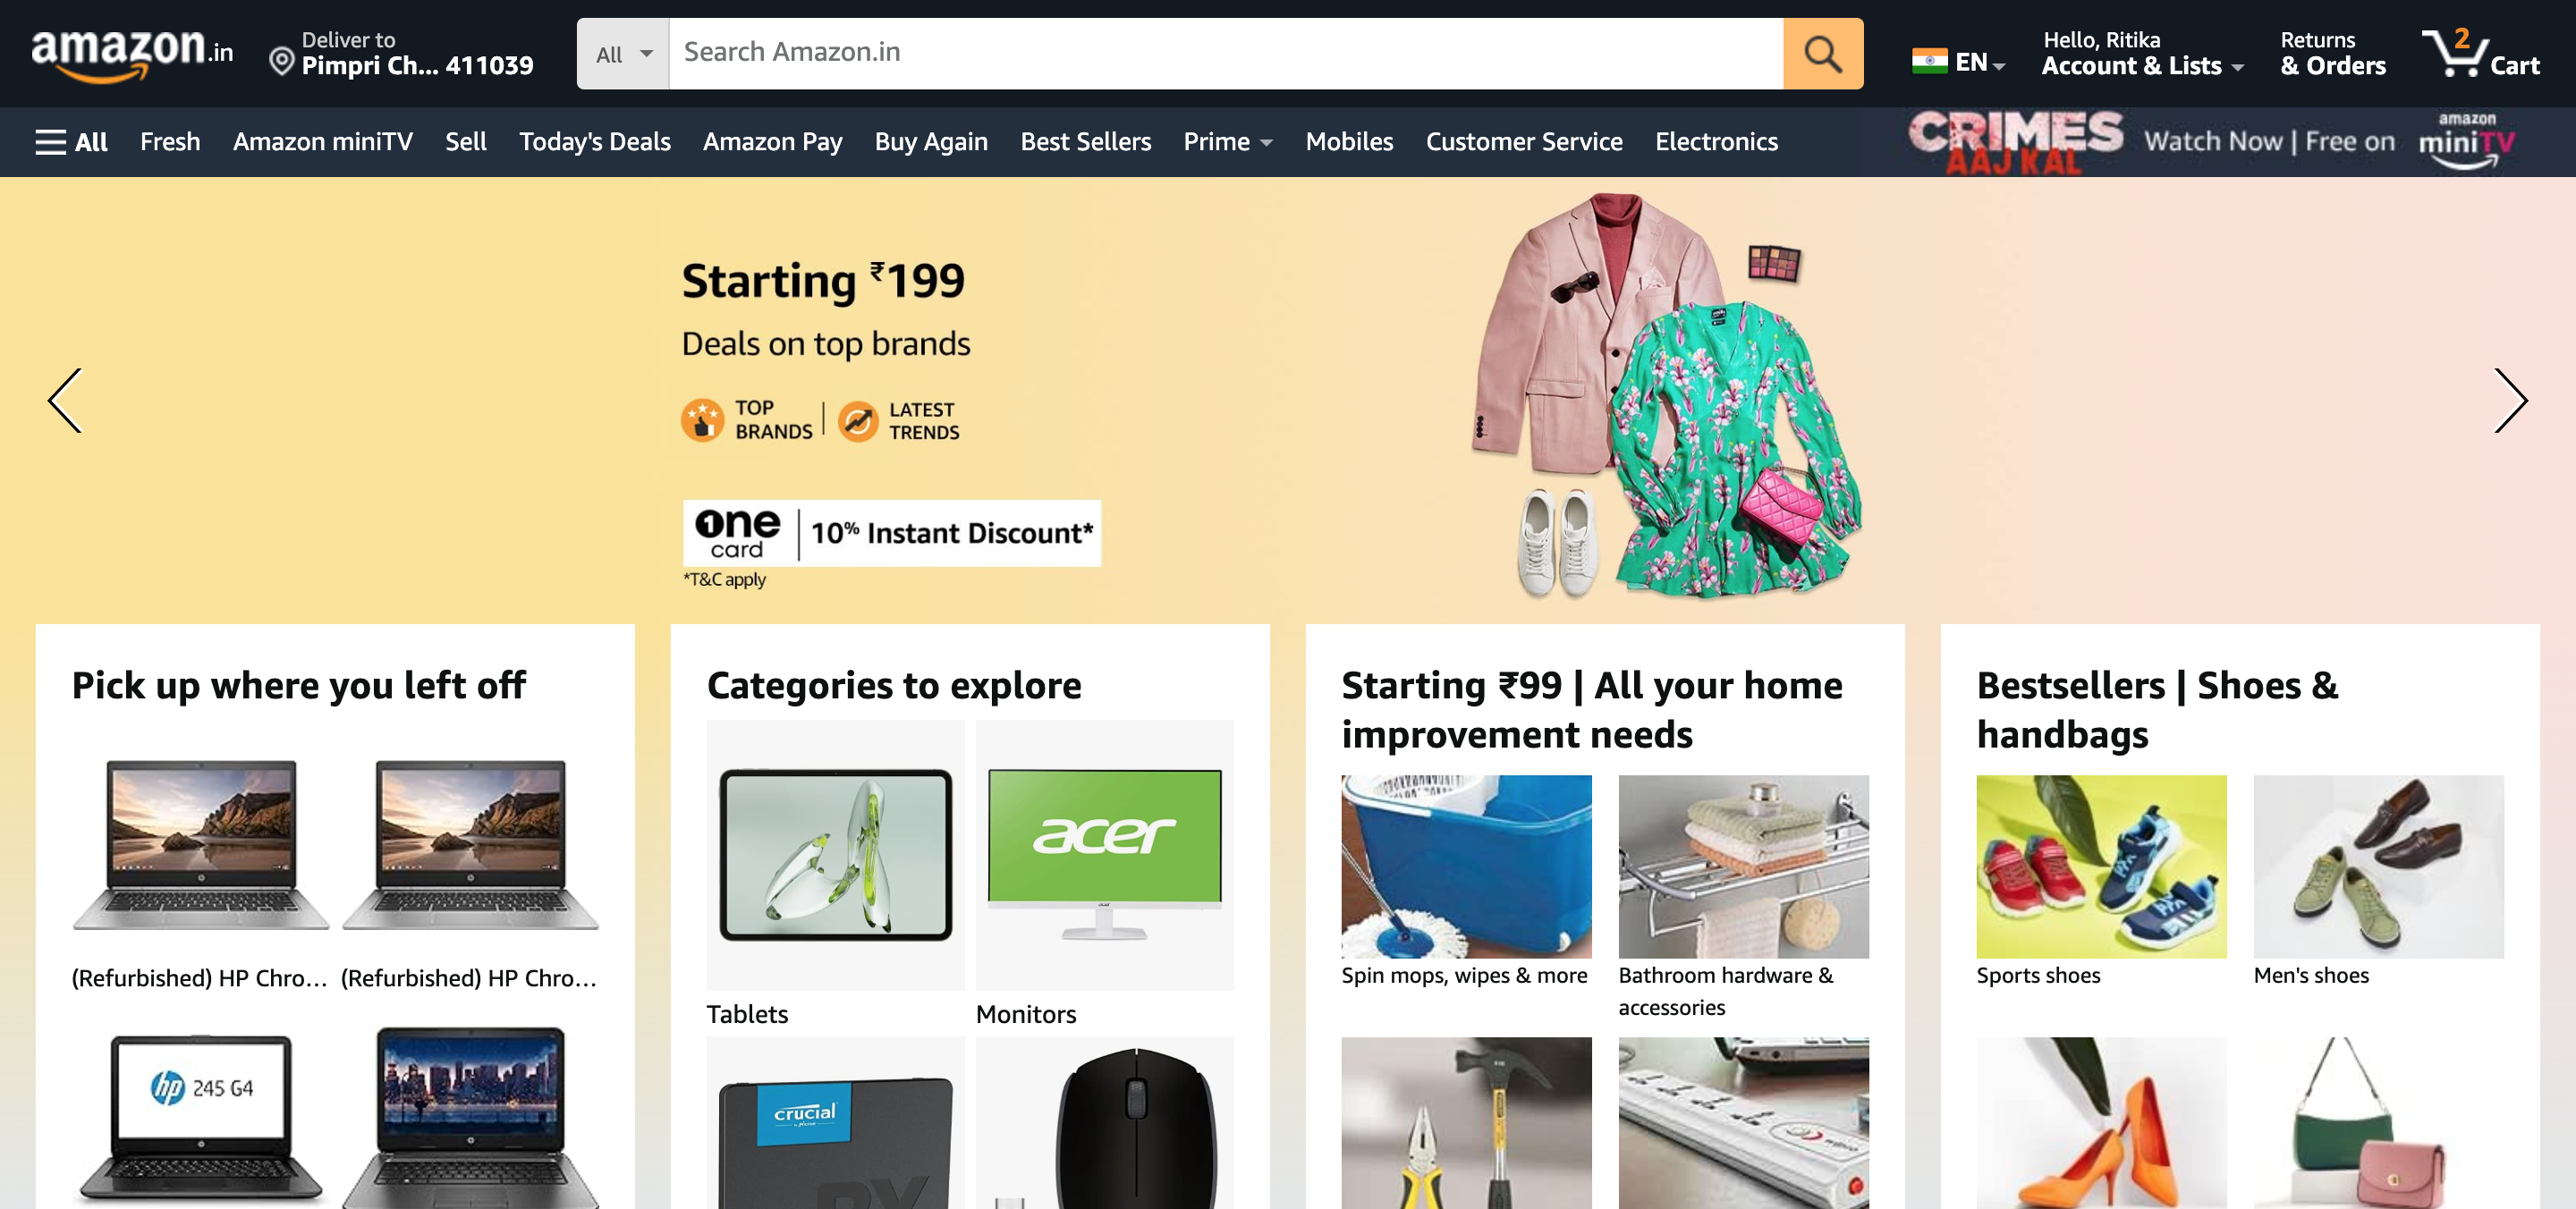 amazon.in
Deliver to
Pimpri Ch... 411039
All
Search Amazon.in
EN
Hello, Ritika
Account & Lists
Returns
& Orders
2
Cart
All
Fresh
Amazon miniTV
Sell
Today's Deals
Amazon Pay
Buy Again
Best Sellers
Prime
Mobiles
Customer Service
Electronics
CRIMES
AAJ KAL
Watch Now | Free on
amazon
miniTV
Starting ₹199
Deals on top brands
TOP
BRANDS
LATEST
TRENDS
one
card
10% Instant Discount*
*T&C apply
Pick up where you left off
(Refurbished) HP Chro...
(Refurbished) HP Chro...
hp 245 G4
Categories to explore
acer
acer
Tablets
Monitors
crucial
Starting ₹99 | All your home
improvement needs
Spin mops, wipes & more
Bathroom hardware &
accessories
Bestsellers | Shoes &
handbags
Sports shoes
Men's shoes